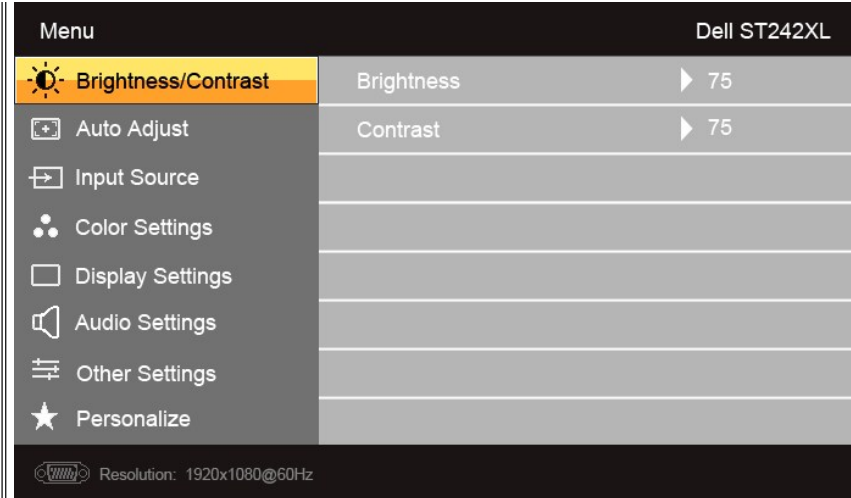 Menu Dell ST242XL
Brightness/Contrast Brightness 75
Auto Adjust Contrast 75
Input Source
Color Settings
Display Settings
Audio Settings
Other Settings
Personalize
Resolution: 1920x1080@60Hz